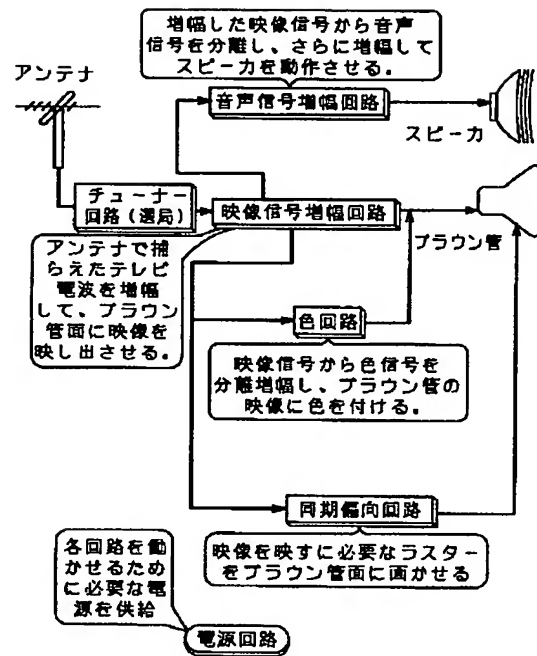 増幅した映像信号から音声
信号を分離し、さらに増幅して
スピーカを動作させる。
アンテナ
音声信号増幅回路
スピーカ
チューナー
回路(選局)
映像信号増幅回路
ブラウン管
アンテナで捕
らえたテレビ
電波を増幅
して、ブラウン
管面に映像を
映し出させる。
色回路
映像信号から色信号を
分離増幅し、ブラウン管の
映像に色を付ける。
同期偏向回路
映像を映すに必要なラスター
をブラウン管面に画かせる
各回路を働
かせるため
に必要な電
源を供給
電源回路